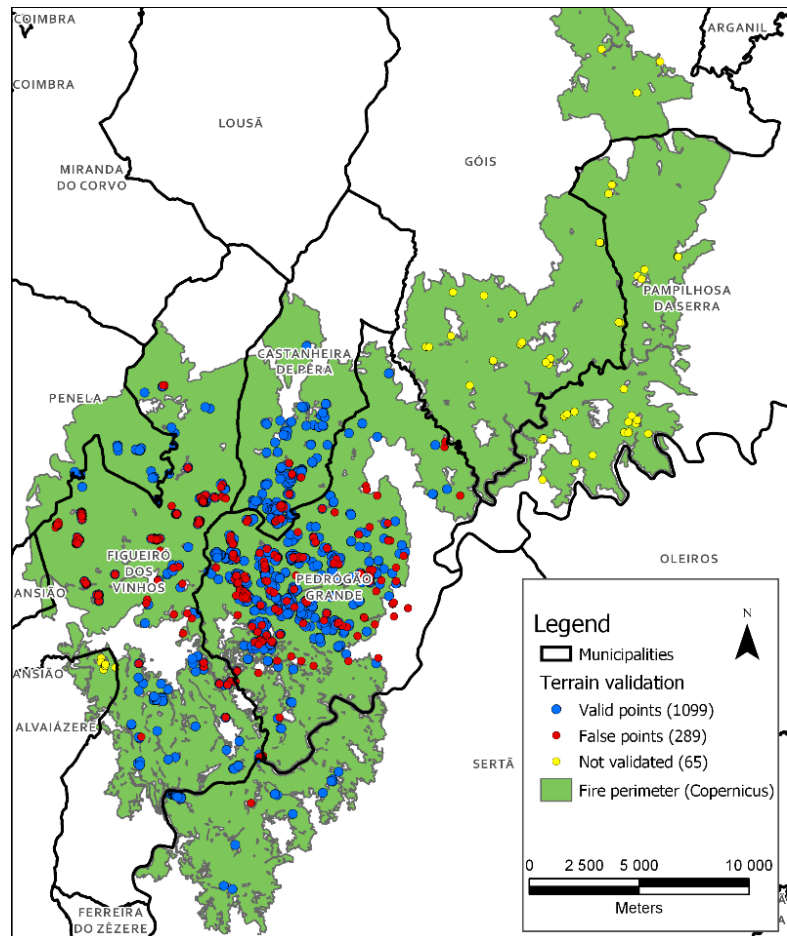 COIMBRA
ARGANIL
COIMBRA
LOUSÃ
GÓIS
MIRANDA
DO CORVO
PAMPILHOSA
DA SERRA
CASTANHEIRA
DE PÊRA
PENELA
OLEIROS
FIGUEIRÓ
DOS
VINHOS
PEDRÓGÃO
GRANDE
ANSIÃO
ANSIÃO
ALVAIÁZERE
SERTÃ
FERREIRA
DO ZÊZERE
N
Legend
Municipalities
Terrain validation
Valid points (1099)
False points (289)
Not validated (65)
Fire perimeter (Copernicus)
0 2 500 5 000 10 000
Meters